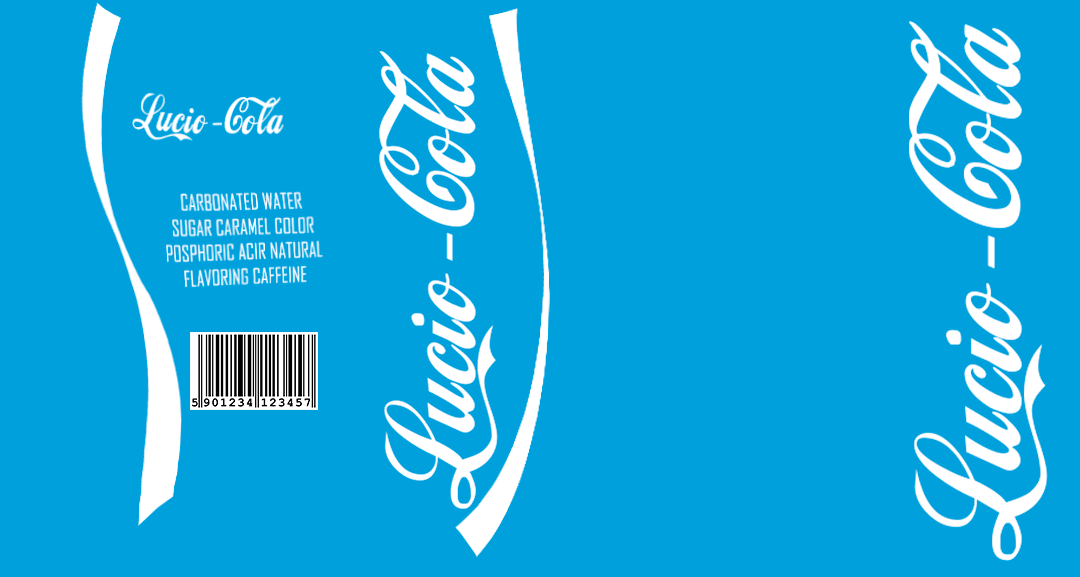 Lucio-Cola
CARBONATED WATER
SUGAR CARAMEL COLOR
POSPHORIC ACIR NATURAL
FLAVORING CAFFEINE
5 901234 123457
Lucio-Cola
Lucio-Cola